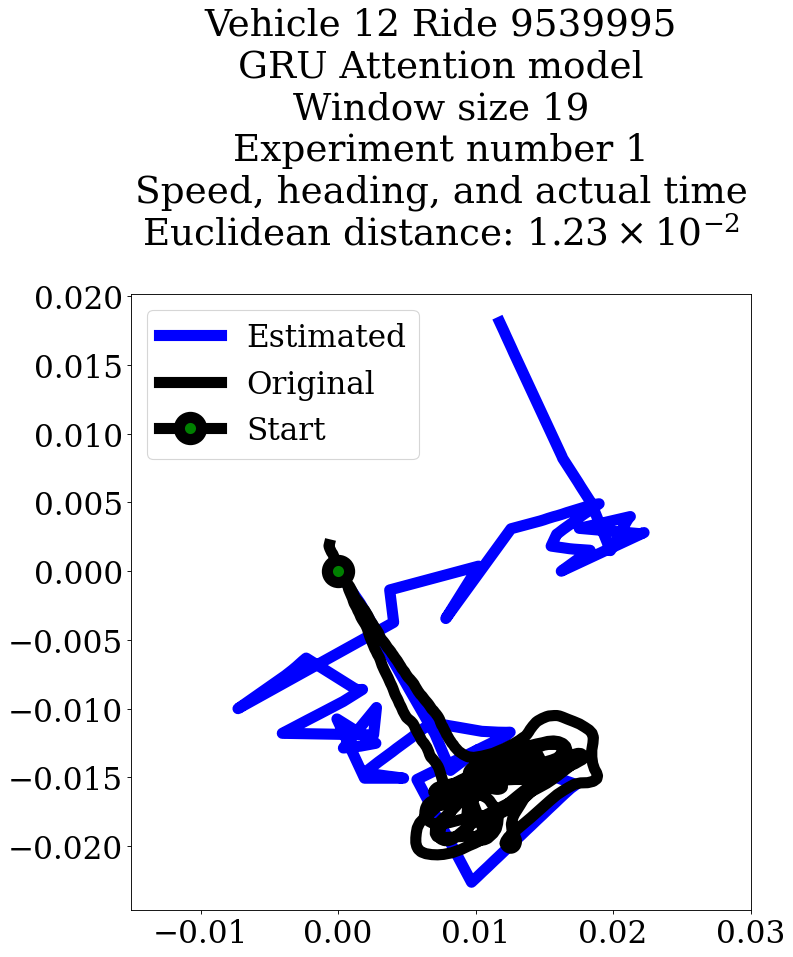 Vehicle 12 Ride 9539995
GRU Attention model
Window size 19
Experiment number 1
Speed, heading, and actual time
Euclidean distance: 1.23 × 10⁻²
0.020
0.015
0.010
0.005
0.000
−0.005
−0.010
−0.015
−0.020
Estimated
Original
Start
−0.01
0.00
0.01
0.02
0.03